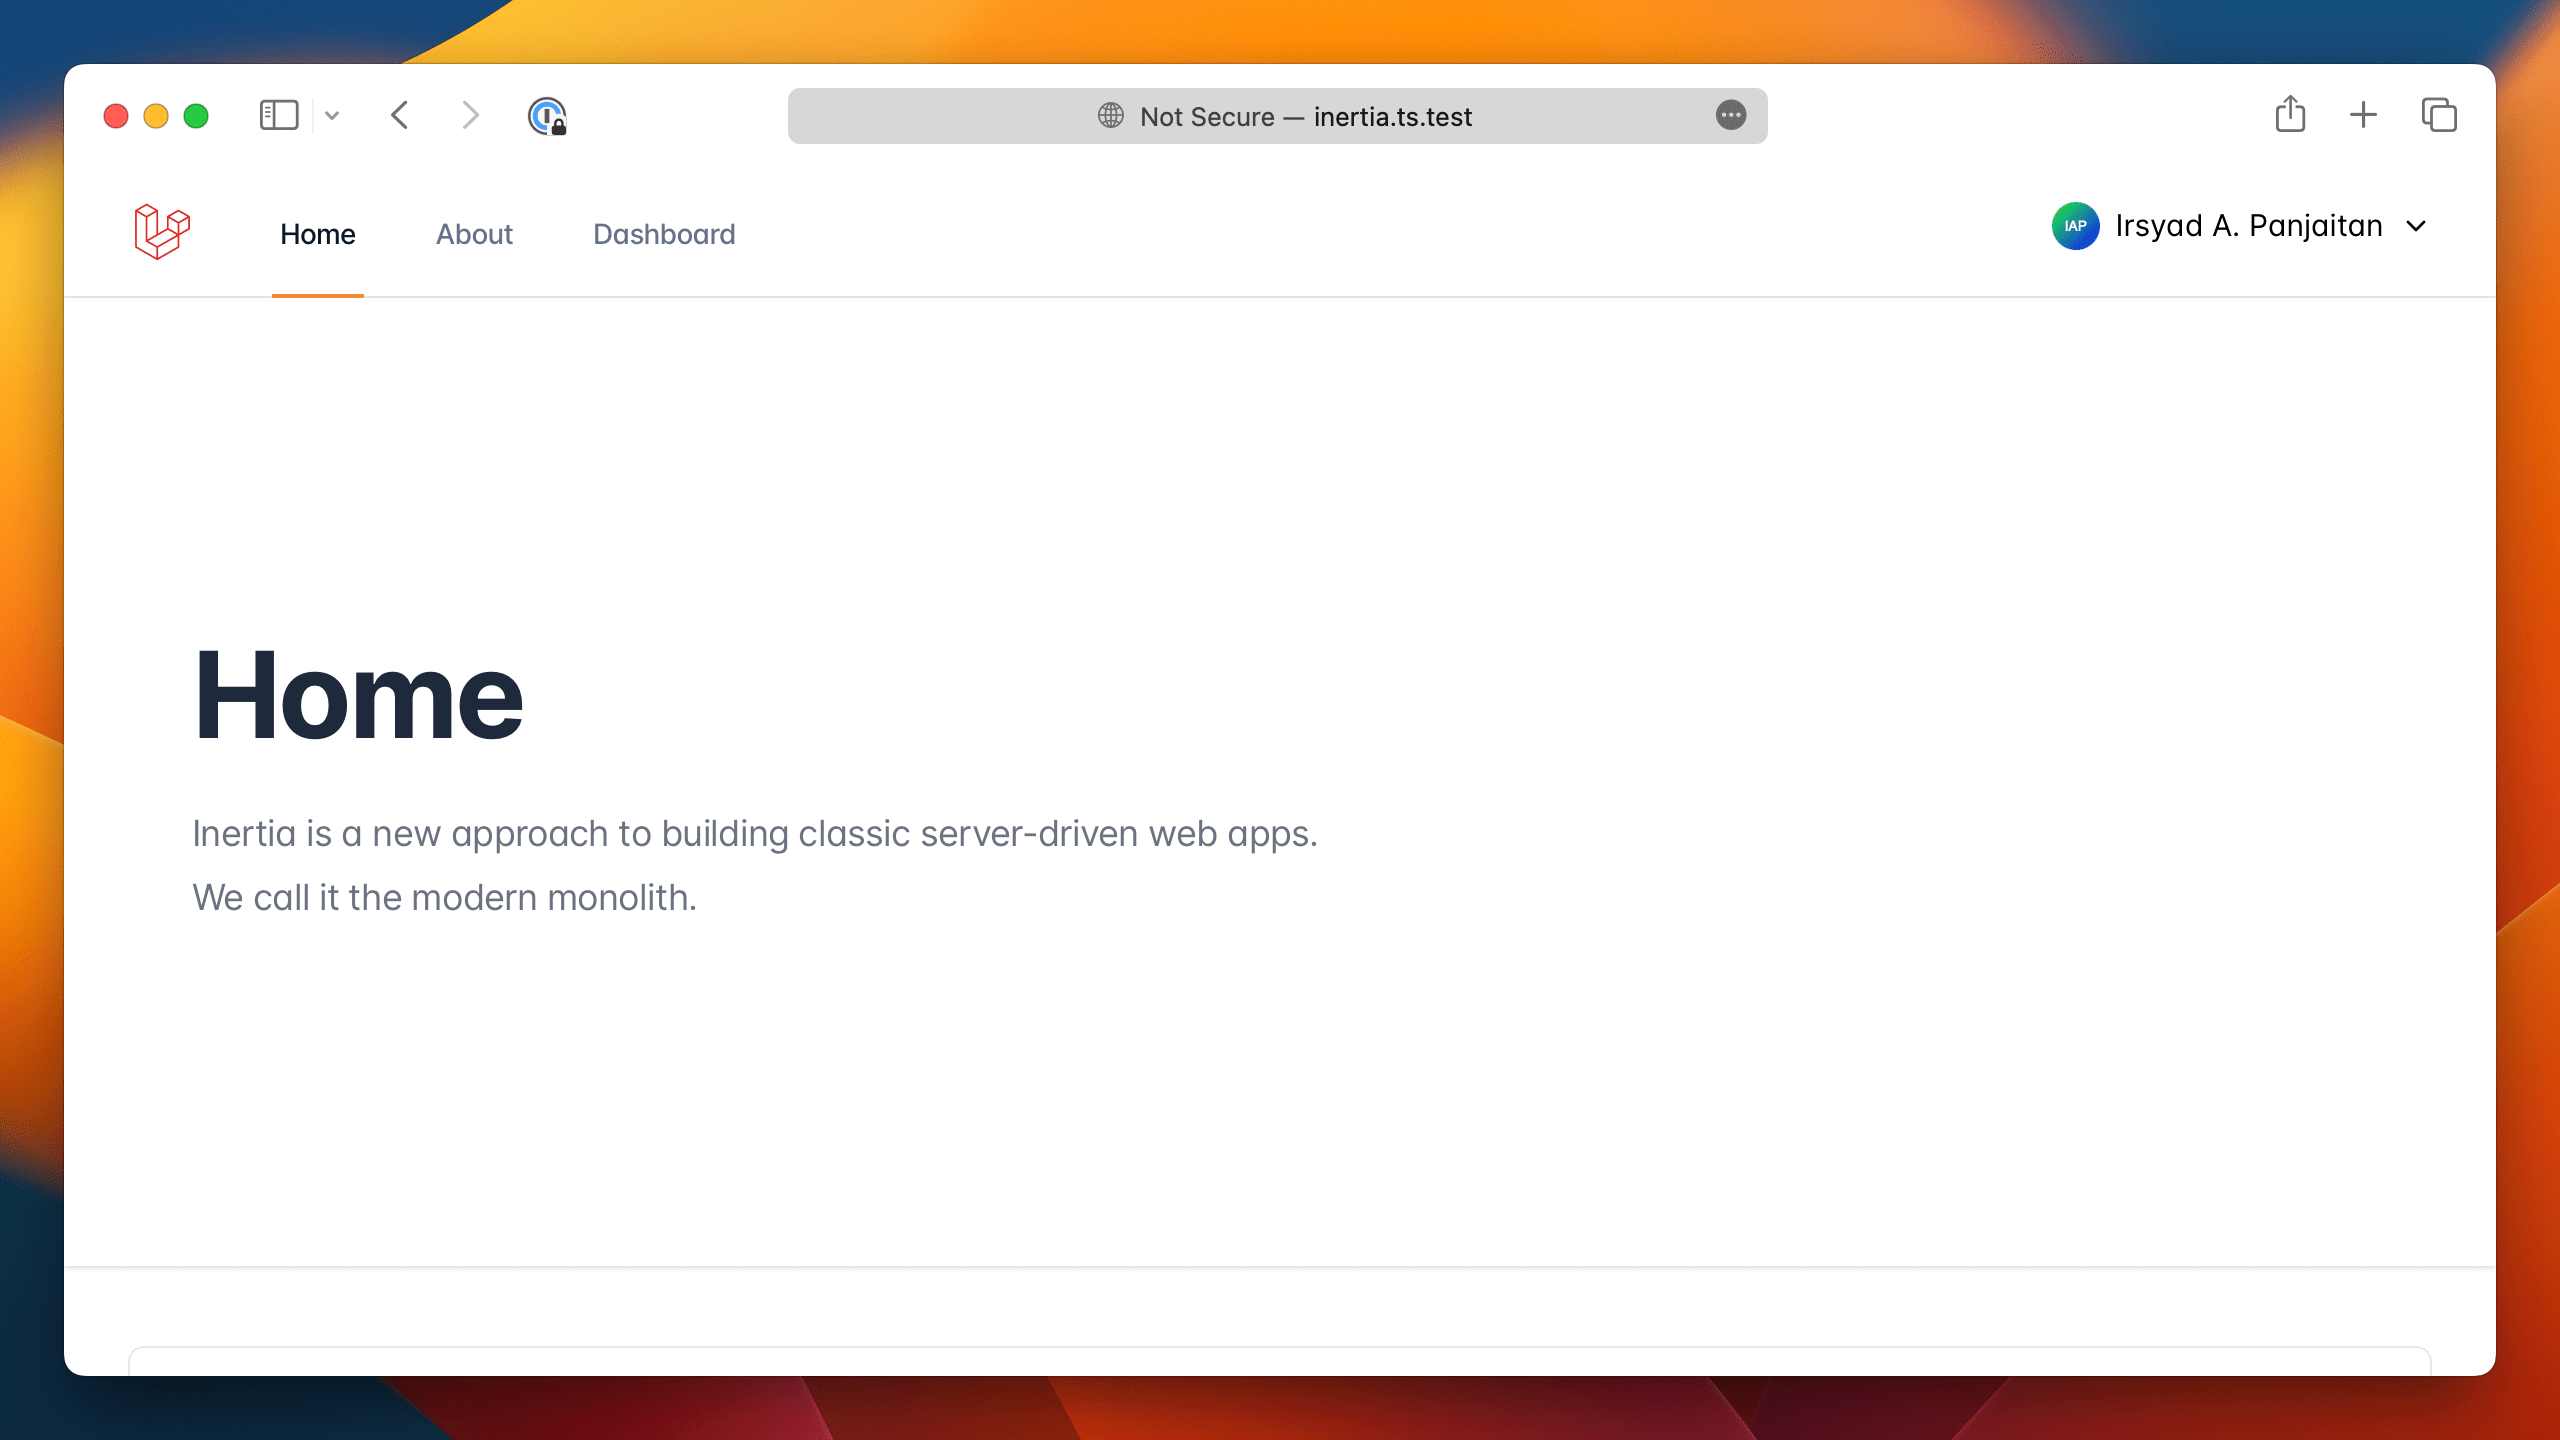 Not Secure — inertia.ts.test
Home
About
Dashboard
IAP
Irsyad A. Panjaitan
Home
Inertia is a new approach to building classic server-driven web apps.
We call it the modern monolith.